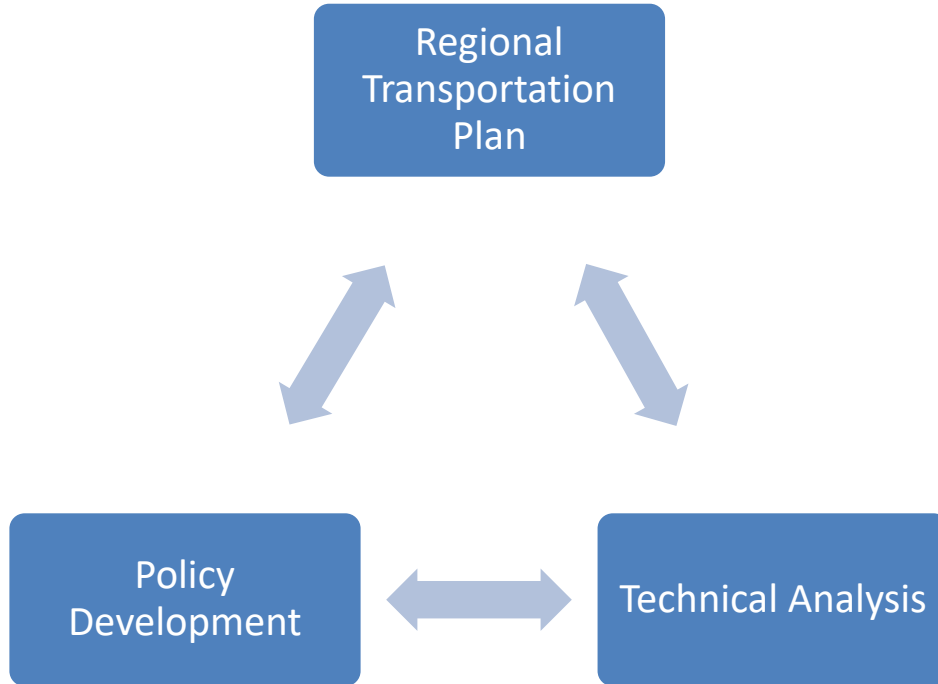 Regional
Transportation
Plan
Policy
Development
Technical Analysis